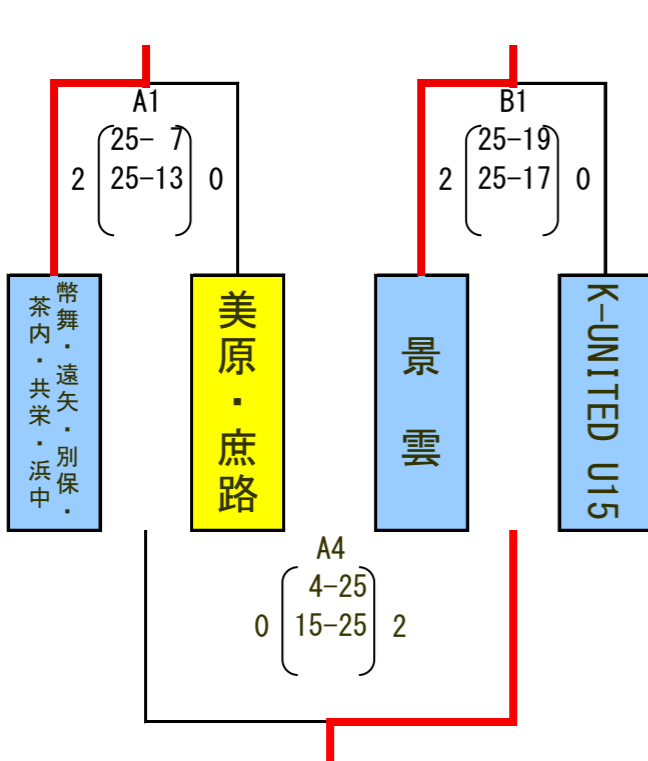 A1
25- 7
2 25-13 0
B1
25-19
2 25-17 0
幣舞・遠矢・別保・
茶内・共栄・浜中
美原・庶路
景雲
K-UNITED U15
A4
4-25
0 15-25 2